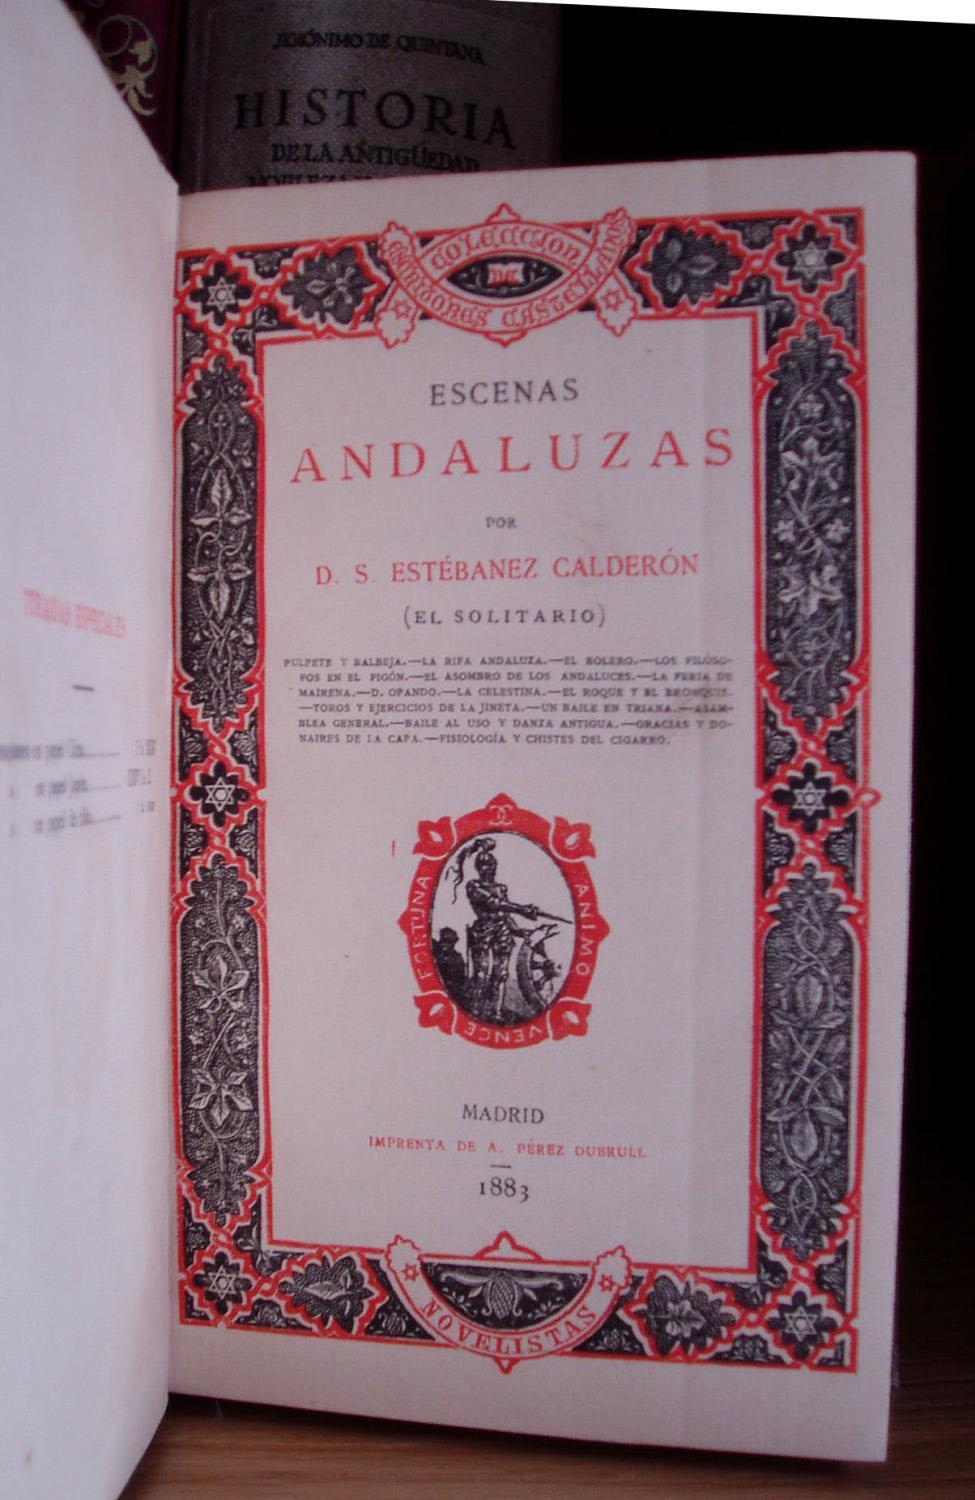 JERÓNIMO DE QUINTANA
HISTORIA
DE LA ANTIGÜEDAD
COLECCION
DE
ESCRITORES CASTELLANOS
ESCENAS
ANDALUZAS
POR
D. S. ESTÉBANEZ CALDERÓN
(EL SOLITARIO)
PULPETE Y BALBEJA.—LA RIFA ANDALUZA.—EL BOLERO.—LOS FILÓSO-
FOS EN EL FIGÓN.—EL ASOMBRO DE LOS ANDALUCES.—LA FERIA DE
MAIRENA.—D. OPANDO.—LA CELESTINA.—EL ROQUE Y EL BRONQUIS.
—TOROS Y EJERCICIOS DE LA JINETA.—UN BAILE EN TRIANA.—ASAM-
BLEA GENERAL.—BAILE AL USO Y DANZA ANTIGUA.—GRACIAS Y DO-
NAIRES DE LA CAPA.—FISIOLOGÍA Y CHISTES DEL CIGARRO.
FORTUNA
ANIMO
VENCE
MADRID
IMPRENTA DE A. PÉREZ DUBRULL
1883
NOVELISTAS
TIRADAS ESPECIALES